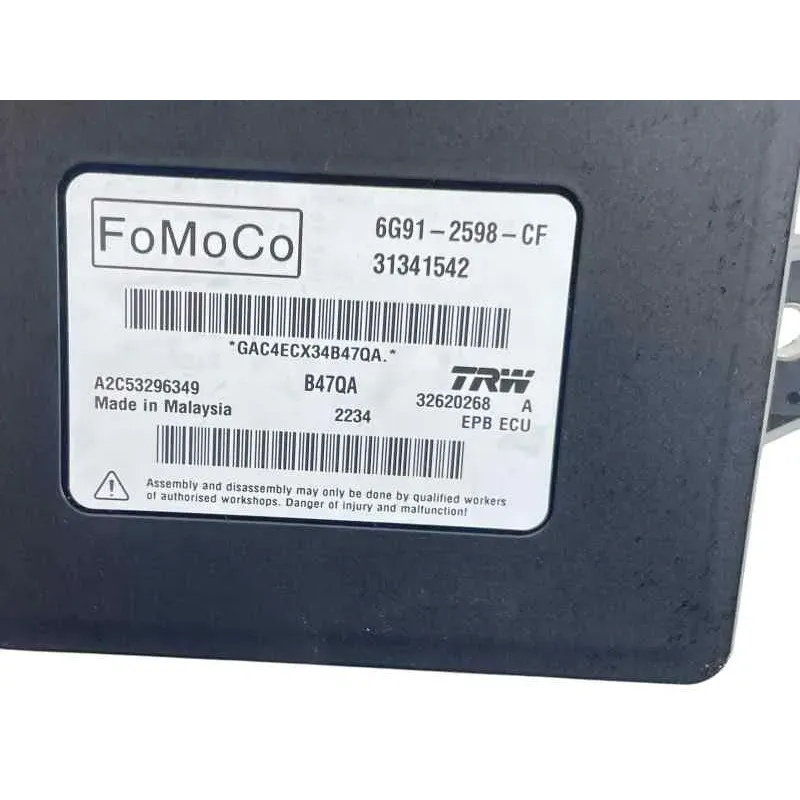 FoMoCo
6G91-2598-CF
31341542
*GAC4ECX34B47QA.*
A2C53296349 B47QA TRW
Made in Malaysia 2234 32620268 A
EPB ECU
Assembly and disassembly may only be done by qualified workers
of authorised workshops. Danger of injury and malfunction!